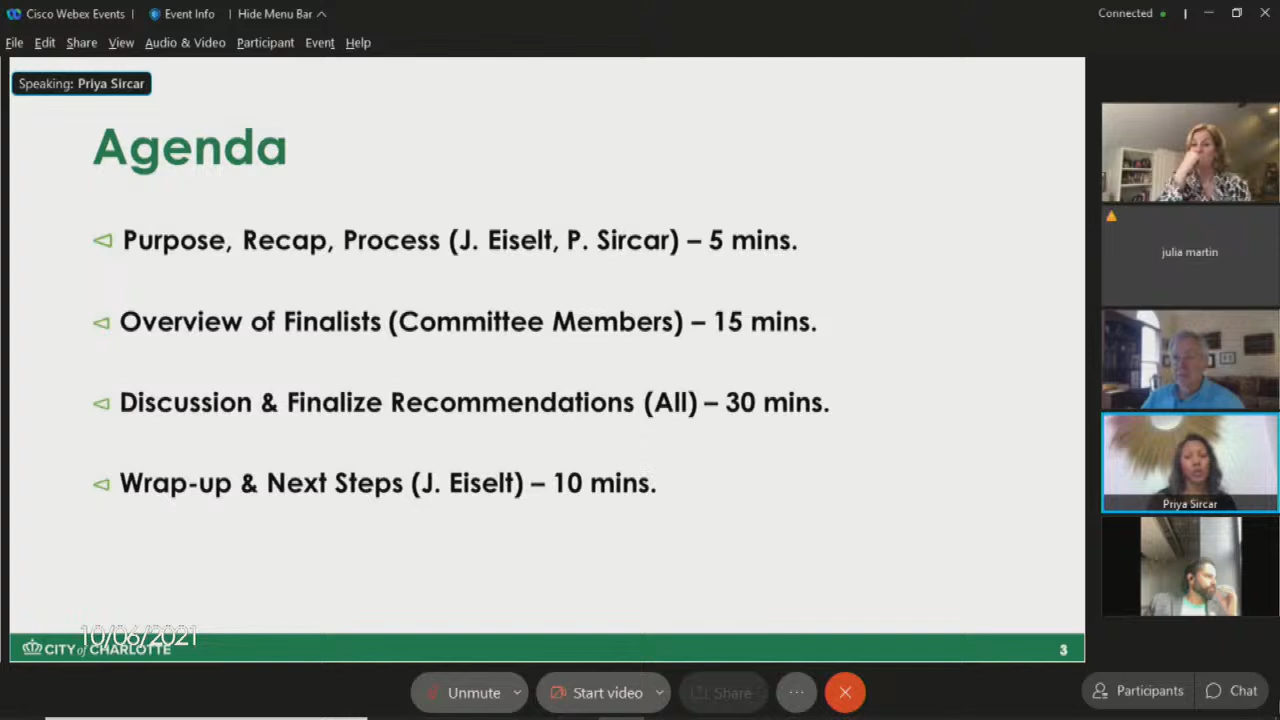 Cisco Webex Events | Event Info | Hide Menu Bar Connected
File Edit Share View Audio & Video Participant Event Help
Speaking: Priya Sircar
Agenda
Purpose, Recap, Process (J. Eiselt, P. Sircar) – 5 mins.
Overview of Finalists (Committee Members) – 15 mins.
Discussion & Finalize Recommendations (All) – 30 mins.
Wrap-up & Next Steps (J. Eiselt) – 10 mins.
julia martin
Priya Sircar
10/06/2021
CITY of CHARLOTTE 3
Unmute Start video Share ... Participants Chat